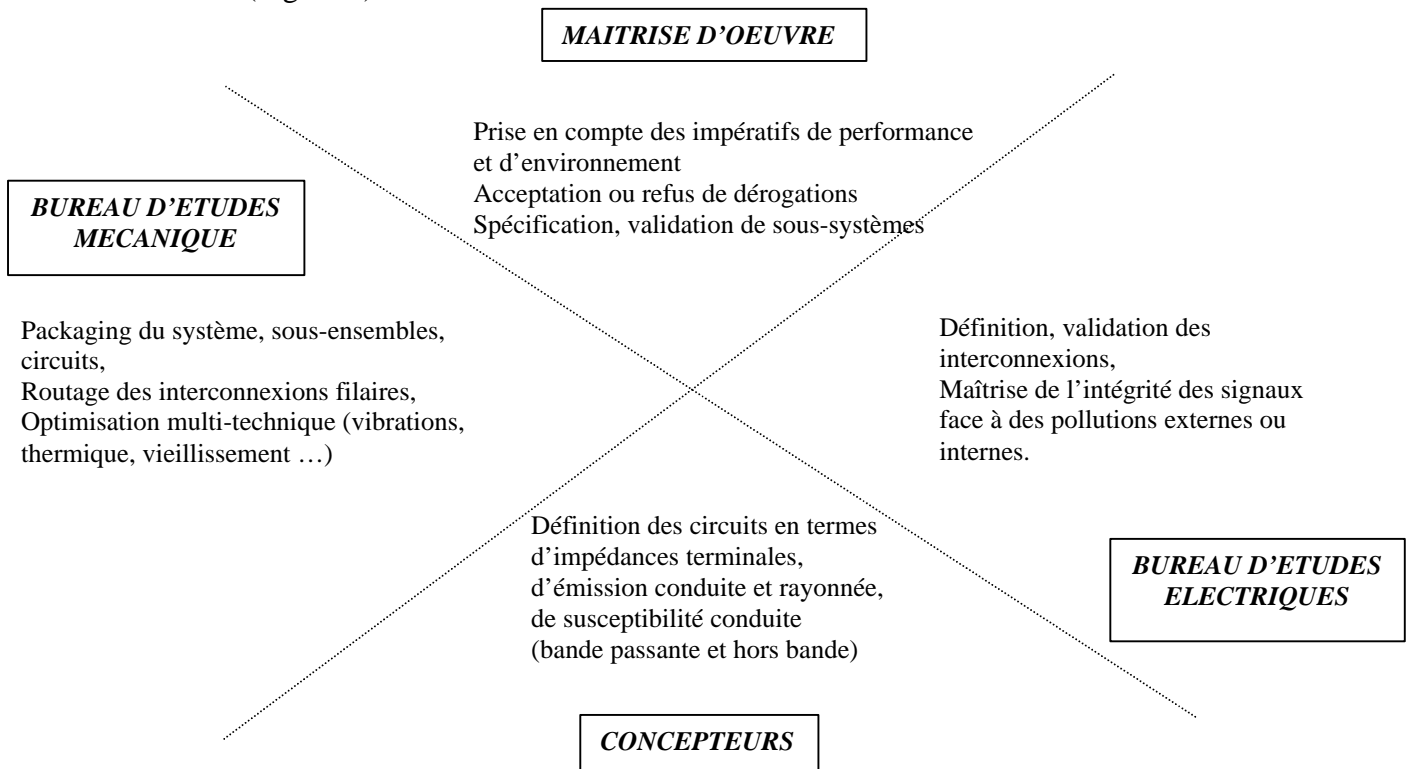 MAITRISE D'OEUVRE
Prise en compte des impératifs de performance
et d'environnement
Acceptation ou refus de dérogations
Spécification, validation de sous-systèmes
BUREAU D'ETUDES
MECANIQUE
Packaging du système, sous-ensembles,
circuits,
Routage des interconnexions filaires,
Optimisation multi-technique (vibrations,
thermique, vieillissement …)
Définition, validation des
interconnexions,
Maîtrise de l'intégrité des signaux
face à des pollutions externes ou
internes.
Définition des circuits en termes
d'impédances terminales,
d'émission conduite et rayonnée,
de susceptibilité conduite
(bande passante et hors bande)
BUREAU D'ETUDES
ELECTRIQUES
CONCEPTEURS